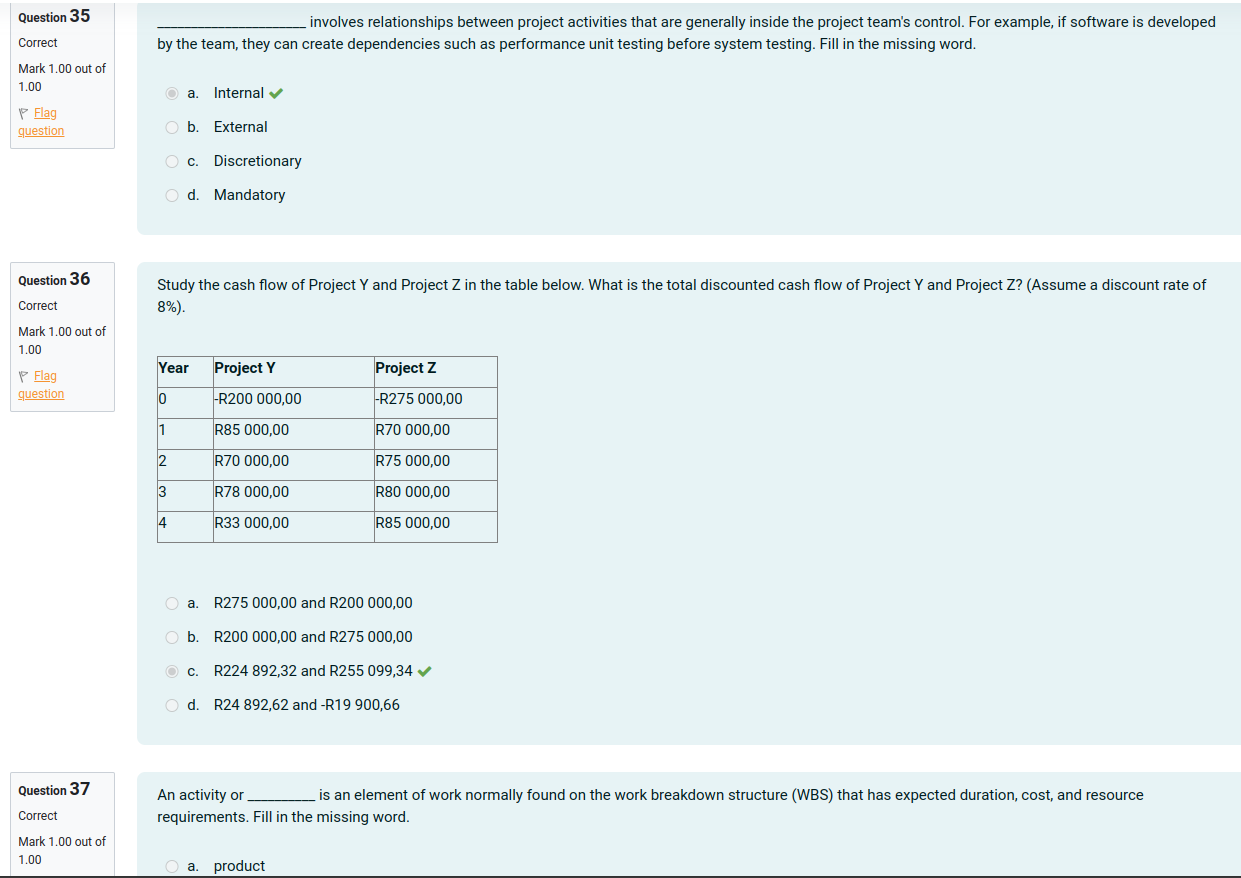 Question 35
Correct
Mark 1.00 out of
1.00
Flag
question
______________________ involves relationships between project activities that are generally inside the project team's control. For example, if software is developed
by the team, they can create dependencies such as performance unit testing before system testing. Fill in the missing word.
a. Internal
b. External
c. Discretionary
d. Mandatory
Question 36
Correct
Mark 1.00 out of
1.00
Flag
question
Study the cash flow of Project Y and Project Z in the table below. What is the total discounted cash flow of Project Y and Project Z? (Assume a discount rate of
8%).
Year Project Y Project Z
0 -R200 000,00 -R275 000,00
1 R85 000,00 R70 000,00
2 R70 000,00 R75 000,00
3 R78 000,00 R80 000,00
4 R33 000,00 R85 000,00
a. R275 000,00 and R200 000,00
b. R200 000,00 and R275 000,00
c. R224 892,32 and R255 099,34
d. R24 892,62 and -R19 900,66
Question 37
Correct
Mark 1.00 out of
1.00
An activity or __________ is an element of work normally found on the work breakdown structure (WBS) that has expected duration, cost, and resource
requirements. Fill in the missing word.
a. product